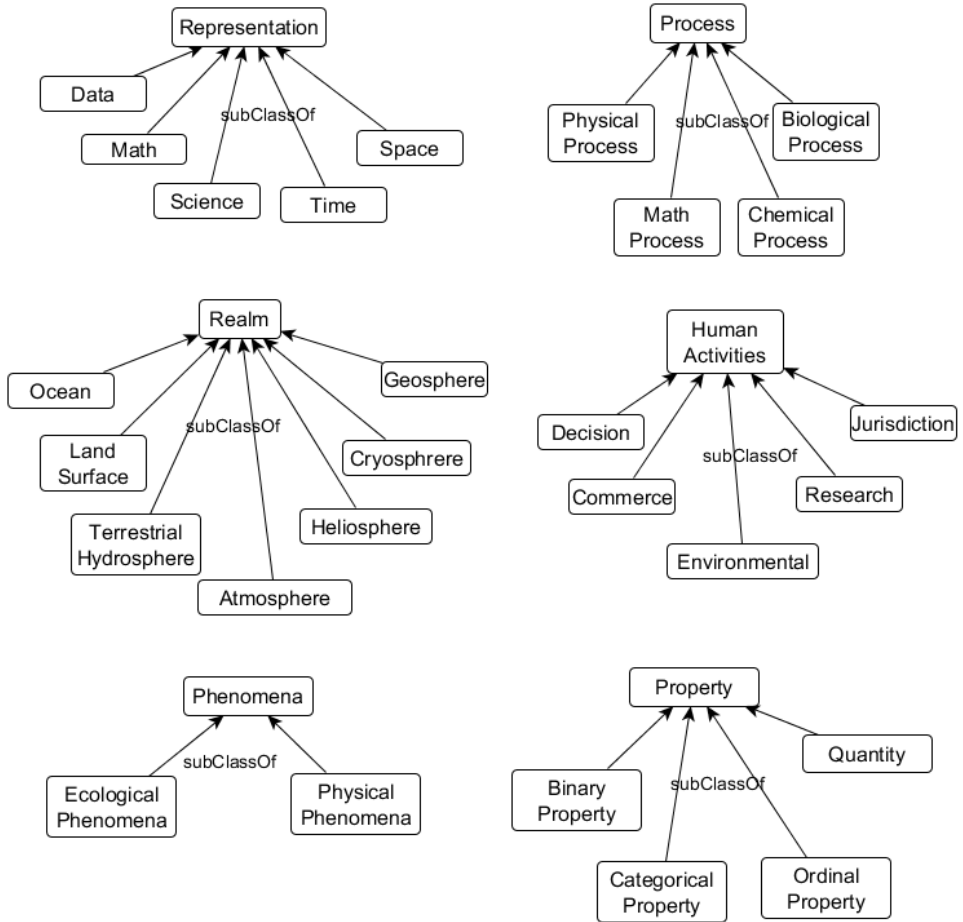 Representation
Data
Math
Science
Time
Space
subClassOf
Process
Physical
Process
Math
Process
Chemical
Process
Biological
Process
subClassOf
Realm
Ocean
Land
Surface
Terrestrial
Hydrosphere
Atmosphere
Heliosphere
Cryosphrere
Geosphere
subClassOf
Human
Activities
Decision
Commerce
Environmental
Research
Jurisdiction
subClassOf
Phenomena
Ecological
Phenomena
Physical
Phenomena
subClassOf
Property
Binary
Property
Categorical
Property
Ordinal
Property
Quantity
subClassOf